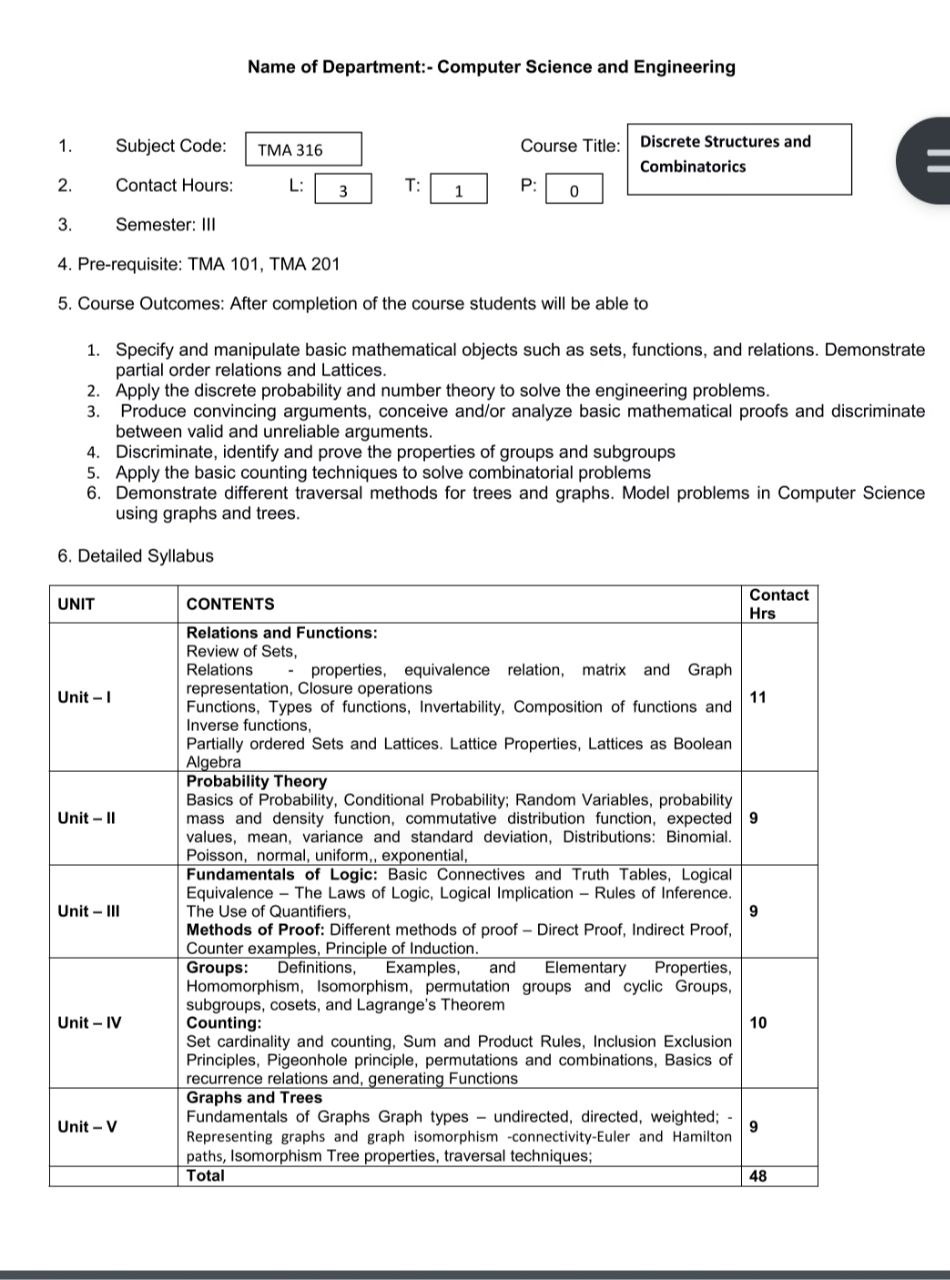 Name of Department:- Computer Science and Engineering
1. Subject Code: TMA 316 Course Title: Discrete Structures and
Combinatorics
2. Contact Hours: L: 3 T: 1 P: 0
3. Semester: III
4. Pre-requisite: TMA 101, TMA 201
5. Course Outcomes: After completion of the course students will be able to
1. Specify and manipulate basic mathematical objects such as sets, functions, and relations. Demonstrate
partial order relations and Lattices.
2. Apply the discrete probability and number theory to solve the engineering problems.
3. Produce convincing arguments, conceive and/or analyze basic mathematical proofs and discriminate
between valid and unreliable arguments.
4. Discriminate, identify and prove the properties of groups and subgroups
5. Apply the basic counting techniques to solve combinatorial problems
6. Demonstrate different traversal methods for trees and graphs. Model problems in Computer Science
using graphs and trees.
6. Detailed Syllabus
UNIT CONTENTS Contact
Hrs
Relations and Functions:
Review of Sets,
Relations - properties, equivalence relation, matrix and Graph
representation, Closure operations
Unit – I 11
Functions, Types of functions, Invertability, Composition of functions and
Inverse functions,
Partially ordered Sets and Lattices. Lattice Properties, Lattices as Boolean
Algebra
Probability Theory
Basics of Probability, Conditional Probability; Random Variables, probability
Unit – II mass and density function, commutative distribution function, expected 9
values, mean, variance and standard deviation, Distributions: Binomial.
Poisson, normal, uniform,, exponential,
Fundamentals of Logic: Basic Connectives and Truth Tables, Logical
Equivalence – The Laws of Logic, Logical Implication – Rules of Inference.
Unit – III The Use of Quantifiers, 9
Methods of Proof: Different methods of proof – Direct Proof, Indirect Proof,
Counter examples, Principle of Induction.
Groups: Definitions, Examples, and Elementary Properties,
Homomorphism, Isomorphism, permutation groups and cyclic Groups,
subgroups, cosets, and Lagrange's Theorem
Unit – IV Counting: 10
Set cardinality and counting, Sum and Product Rules, Inclusion Exclusion
Principles, Pigeonhole principle, permutations and combinations, Basics of
recurrence relations and, generating Functions
Graphs and Trees
Fundamentals of Graphs Graph types – undirected, directed, weighted; -
Unit – V 9
Representing graphs and graph isomorphism -connectivity-Euler and Hamilton
paths, Isomorphism Tree properties, traversal techniques;
Total 48